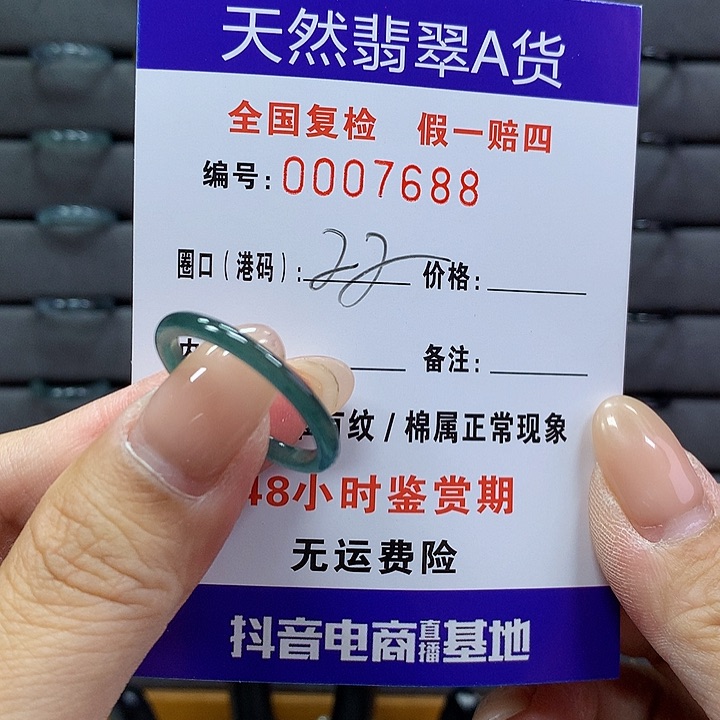 天然翡翠A货
全国复检 假一赔四
编号:0007688
圈口(港码):22 价格:
内 备注:
有纹/棉属正常现象
48小时鉴赏期
无运费险
抖音电商直播基地